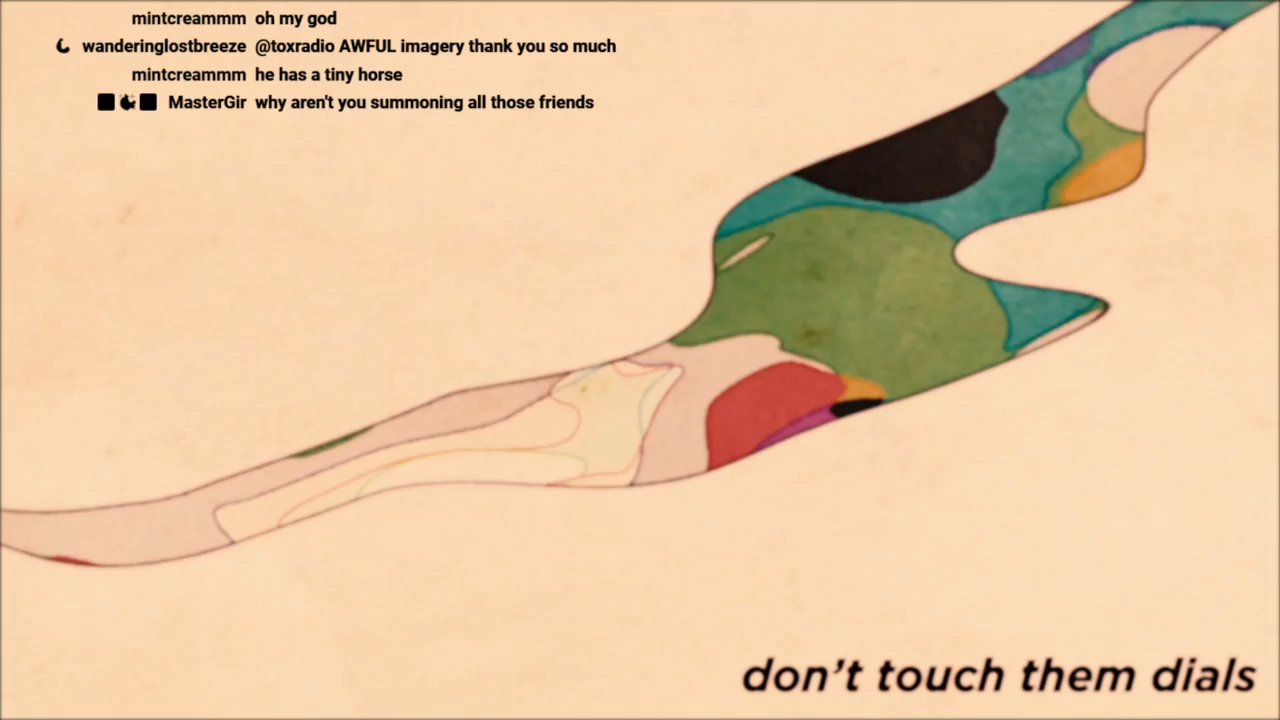 mintcreammm oh my god
wanderinglostbreeze @toxradio AWFUL imagery thank you so much
mintcreammm he has a tiny horse
MasterGir why aren't you summoning all those friends
don't touch them dials